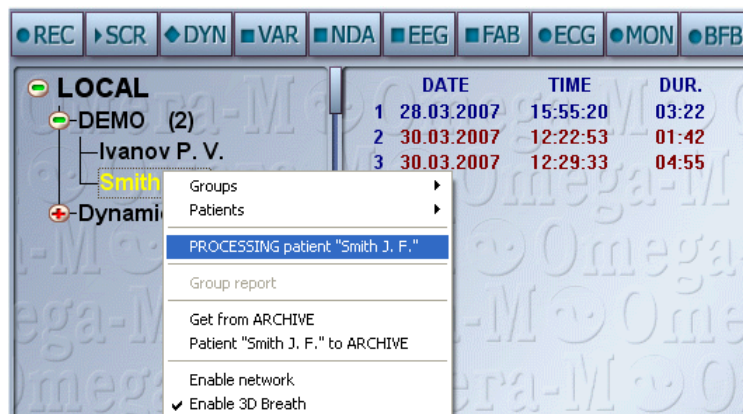 REC SCR DYN VAR NDA EEG FAB ECG MON BFB
LOCAL
DEMO (2)
Ivanov P. V.
Smith
Dynami
DATE TIME DUR.
1 28.03.2007 15:55:20 03:22
2 30.03.2007 12:22:53 01:42
3 30.03.2007 12:29:33 04:55
Groups
Patients
PROCESSING patient "Smith J. F."
Group report
Get from ARCHIVE
Patient "Smith J. F." to ARCHIVE
Enable network
Enable 3D Breath
Omega-M